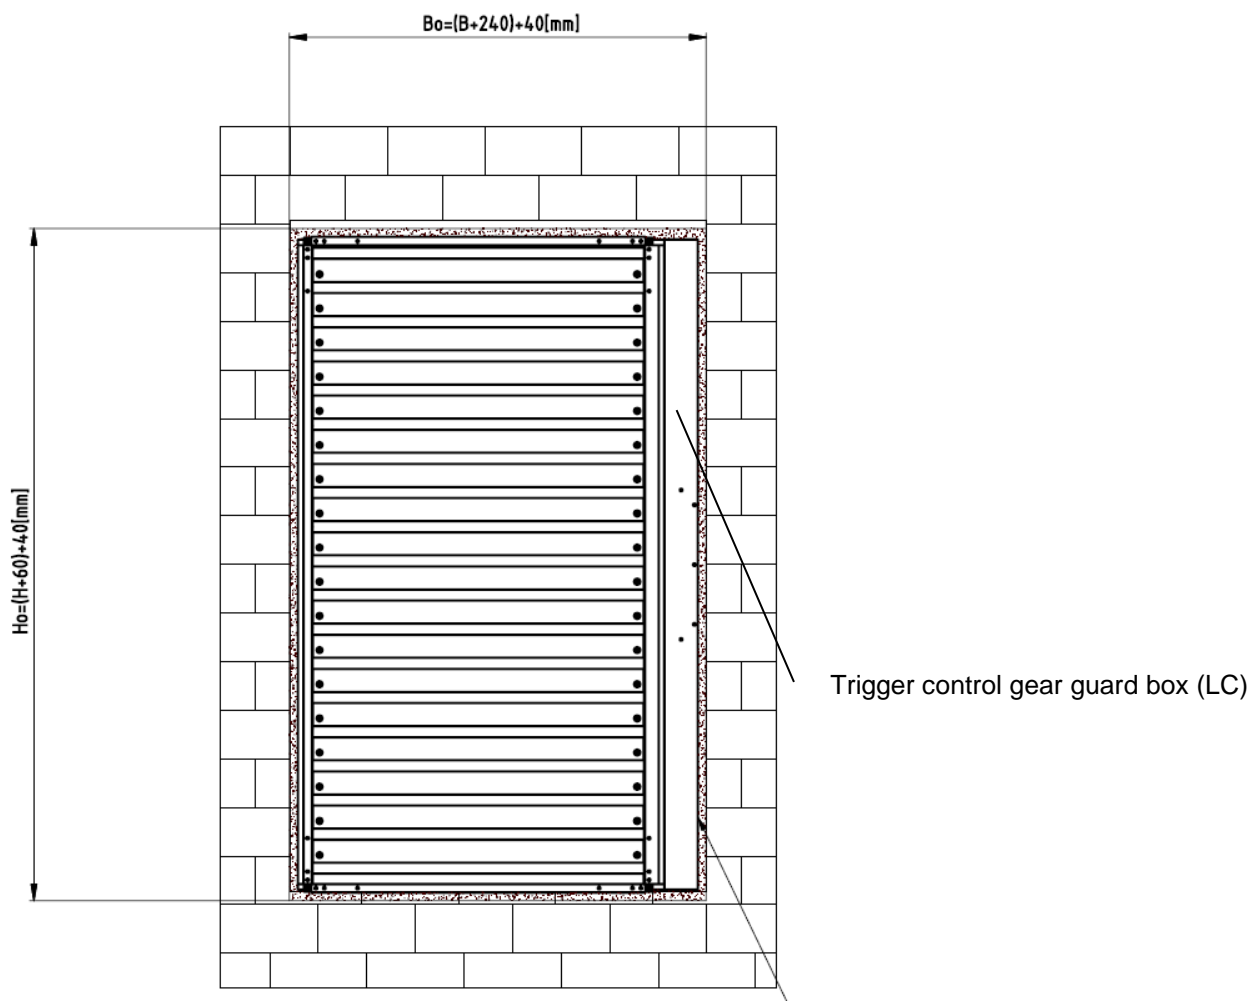 Bo=(B+240)+40[mm]
Ho=(H+60)+40[mm]
Trigger control gear guard box (LC)